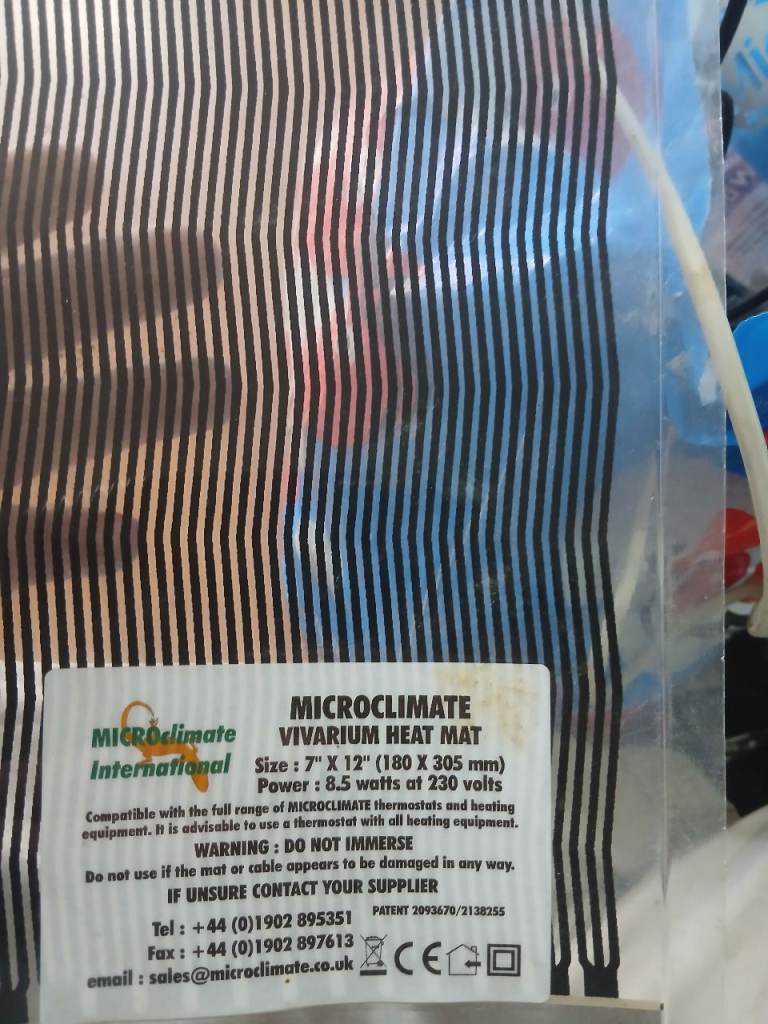 MICROCLIMATE
VIVARIUM HEAT MAT
MICROclimate
International
Size : 7" X 12" (180 X 305 mm)
Power : 8.5 watts at 230 volts
Compatible with the full range of MICROCLIMATE thermostats and heating
equipment. It is advisable to use a thermostat with all heating equipment.
WARNING : DO NOT IMMERSE
Do not use if the mat or cable appears to be damaged in any way.
IF UNSURE CONTACT YOUR SUPPLIER
PATENT 2093670/2138255
Tel : +44 (0)1902 895351
Fax : +44 (0)1902 897613
email : sales@microclimate.co.uk
CE